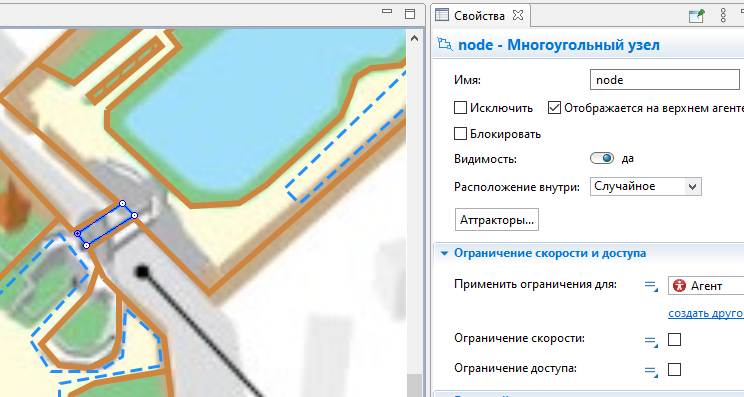 Свойства
node - Многоугольный узел
Имя:
node
Исключить
Отображается на верхнем агенте
Блокировать
Видимость:
да
Расположение внутри:
Случайное
Аттракторы...
Ограничение скорости и доступа
Применить ограничения для:
Агент
создать друго
Ограничение скорости:
Ограничение доступа: